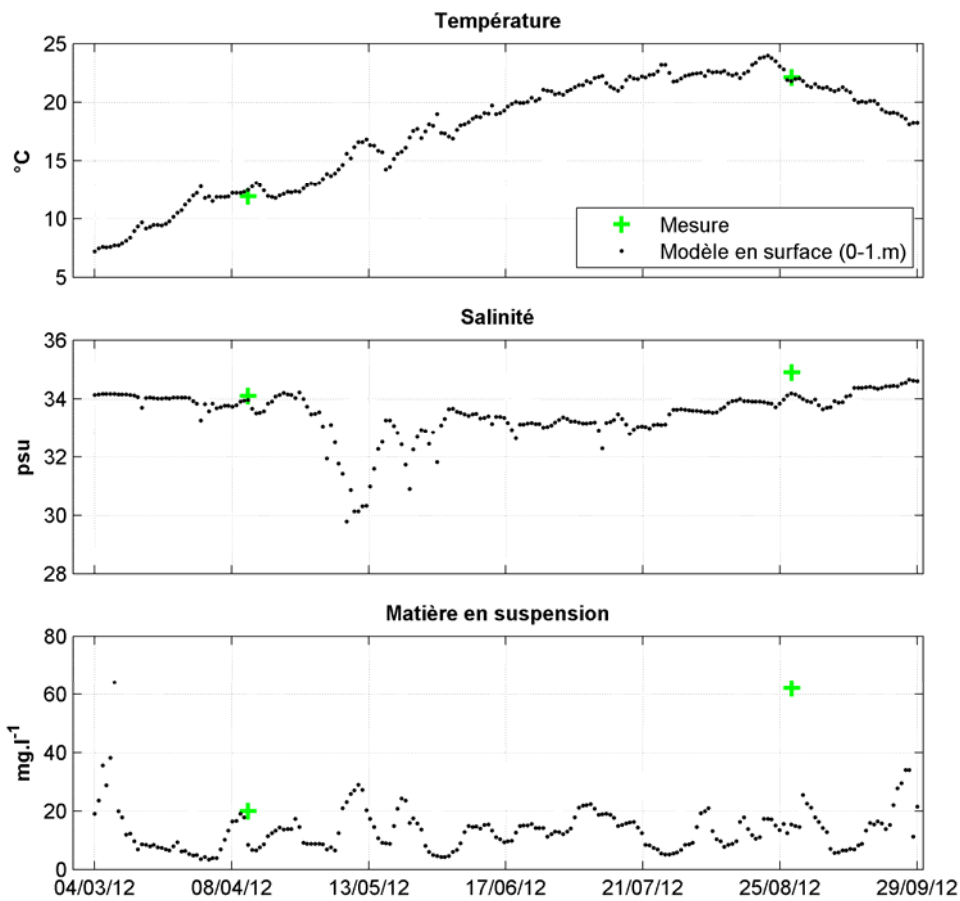 Température
25
20
15
10
5
°C
Mesure
Modèle en surface (0-1.m)
Salinité
36
34
32
30
28
psu
Matière en suspension
80
60
40
20
0
mg.l⁻¹
04/03/12 08/04/12 13/05/12 17/06/12 21/07/12 25/08/12 29/09/12